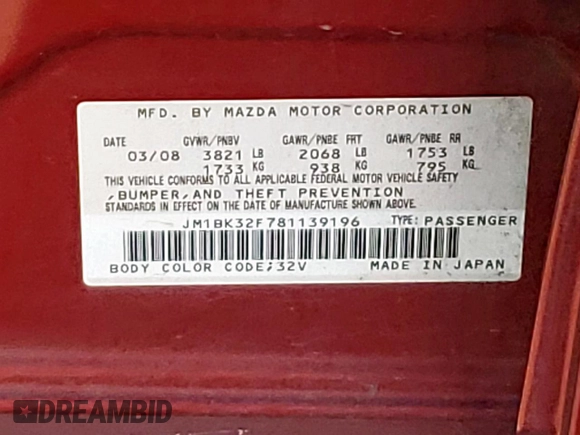 MFD. BY MAZDA MOTOR CORPORATION
DATE GVWR/PNBV GAWR/PNBE FRT GAWR/PNBE RR
03/08 3821 LB 2068 LB 1753 LB
1733 KG 938 KG 795 KG
THIS VEHICLE CONFORMS TO ALL APPLICABLE FEDERAL MOTOR VEHICLE SAFETY
,BUMPER,AND THEFT PREVENTION
STANDARDS IN EFFECT ON THE DATE OF MANUFACTURE SHOWN ABOVE.
JM1BK32F781139196 TYPE: PASSENGER
BODY COLOR CODE;32V MADE IN JAPAN
DREAMBID